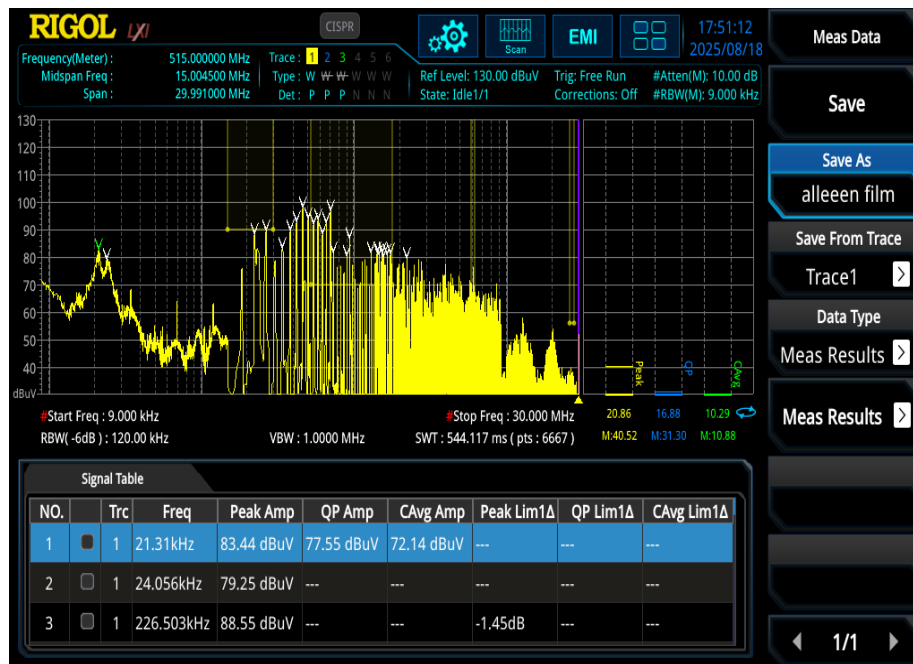 RIGOL LXI CISPR Scan EMI 17:51:12 2025/08/18
Frequency(Meter) : 515.000000 MHz
Midspan Freq : 15.004500 MHz
Span : 29.991000 MHz
Trace : 1 2 3 4 5 6
Type : W W W W W W
Det : P P P N N N
Ref Level: 130.00 dBuV Trig: Free Run #Atten(M): 10.00 dB
State: Idle1/1 Corrections: Off #RBW(M): 9.000 kHz
130
120
110
100
90
80
70
60
50
40
dBuV
Peak QP CAvg
#Start Freq : 9.000 kHz #Stop Freq : 30.000 MHz 20.86 16.88 10.29
RBW( -6dB ) : 120.00 kHz VBW : 1.0000 MHz SWT : 544.117 ms ( pts : 6667 ) M:40.52 M:31.30 M:10.88
Signal Table
NO. Trc Freq Peak Amp QP Amp CAvg Amp Peak Lim1Δ QP Lim1Δ CAvg Lim1Δ
1 1 21.31kHz 83.44 dBuV 77.55 dBuV 72.14 dBuV --- --- ---
2 1 24.056kHz 79.25 dBuV --- --- --- --- ---
3 1 226.503kHz 88.55 dBuV --- --- -1.45dB --- ---
Meas Data
Save
Save As
alleeen film
Save From Trace
Trace1 >
Data Type
Meas Results >
Meas Results >
1/1